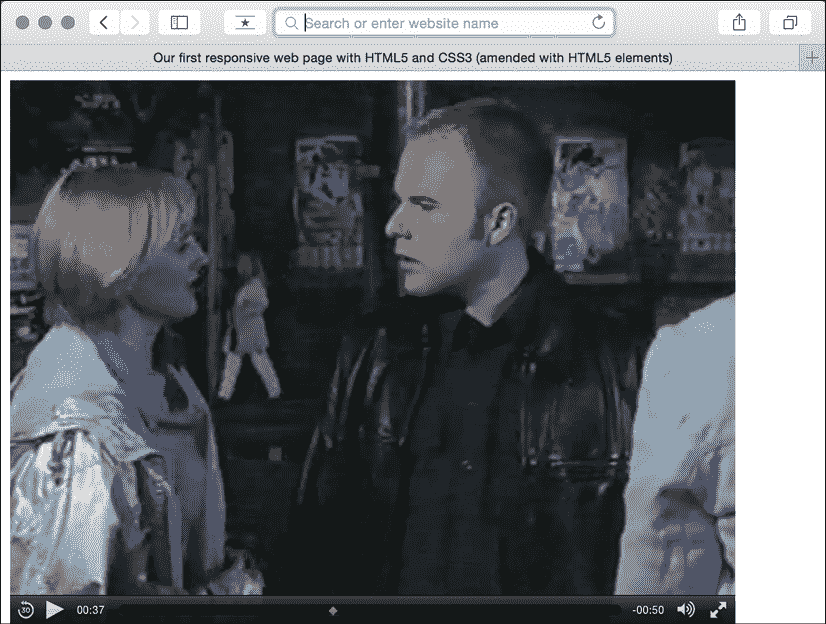 Search or enter website name
Our first responsive web page with HTML5 and CSS3 (amended with HTML5 elements)
30
00:37
-00:50